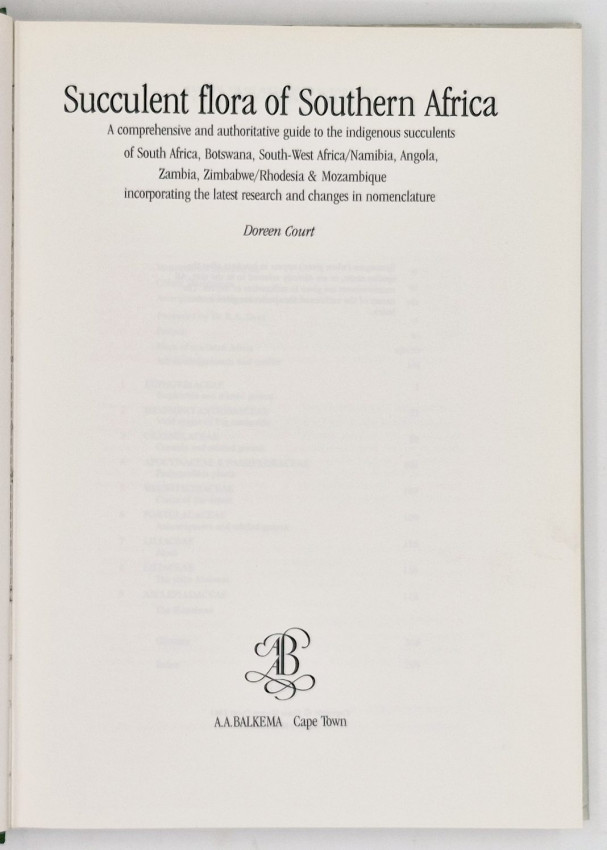 Succulent flora of Southern Africa
A comprehensive and authoritative guide to the indigenous succulents
of South Africa, Botswana, South-West Africa/Namibia, Angola,
Zambia, Zimbabwe/Rhodesia & Mozambique
incorporating the latest research and changes in nomenclature
Doreen Court
AAB
A.A.BALKEMA Cape Town